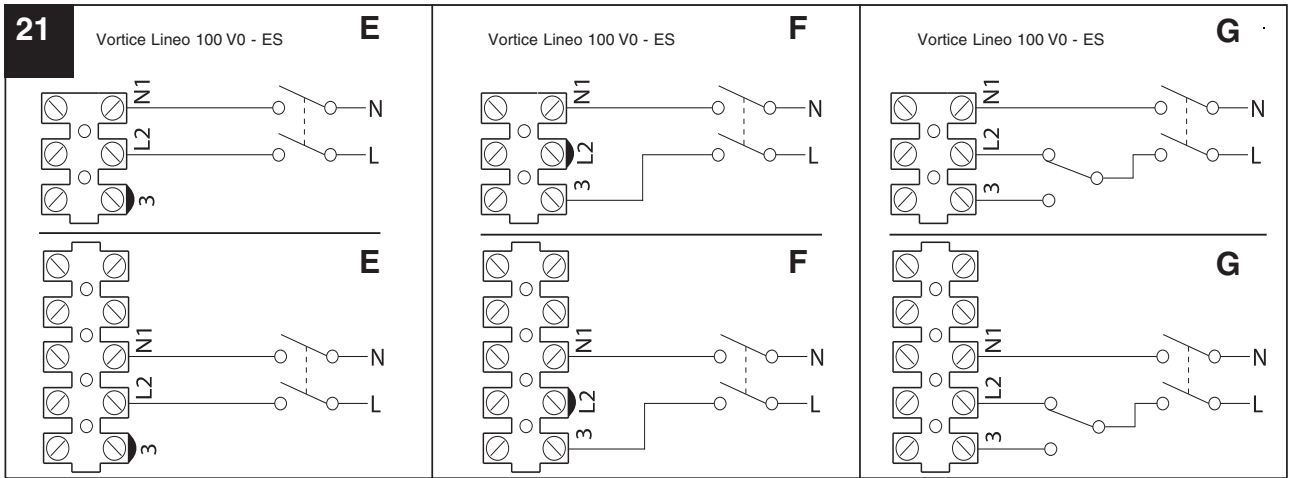 21
Vortice Lineo 100 V0 - ES E
N1 N
L2 L
3
E
N1 N
L2 L
3
Vortice Lineo 100 V0 - ES F
N1 N
L2 L
3
F
N1 N
L2 L
3
Vortice Lineo 100 V0 - ES G
N1 N
L2 L
3
G
N1 N
L2 L
3